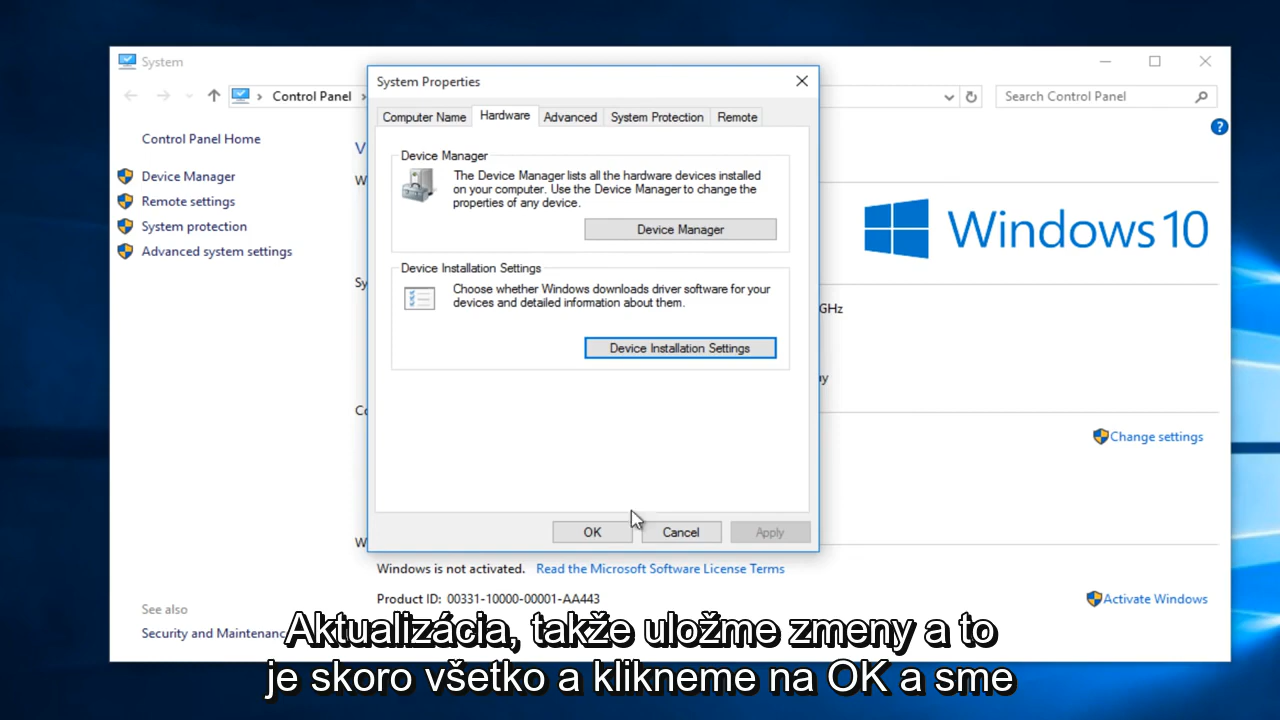 System
Control Panel
Search Control Panel
Control Panel Home
Device Manager
Remote settings
System protection
Advanced system settings
See also
Security and Maintenance
System Properties
Computer Name
Hardware
Advanced
System Protection
Remote
Device Manager
The Device Manager lists all the hardware devices installed
on your computer. Use the Device Manager to change the
properties of any device.
Device Manager
Device Installation Settings
Choose whether Windows downloads driver software for your
devices and detailed information about them.
Device Installation Settings
OK
Cancel
Apply
Windows 10
GHz
Change settings
Windows is not activated. Read the Microsoft Software License Terms
Product ID: 00331-10000-00001-AA443
Activate Windows
Aktualizácia, takže uložme zmeny a to
je skoro všetko a klikneme na OK a sme